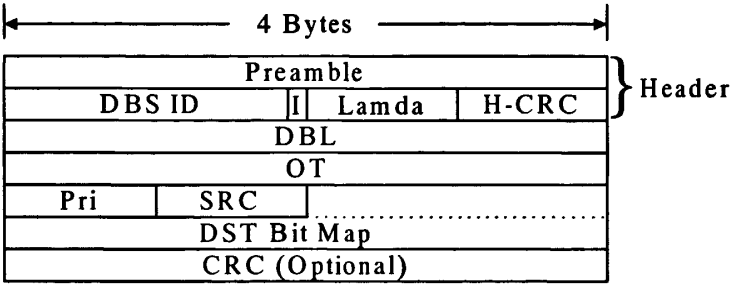 4 Bytes
Preamble
Header
DBS ID I Lamda H-CRC
DBL
OT
Pri SRC
DST Bit Map
CRC (Optional)